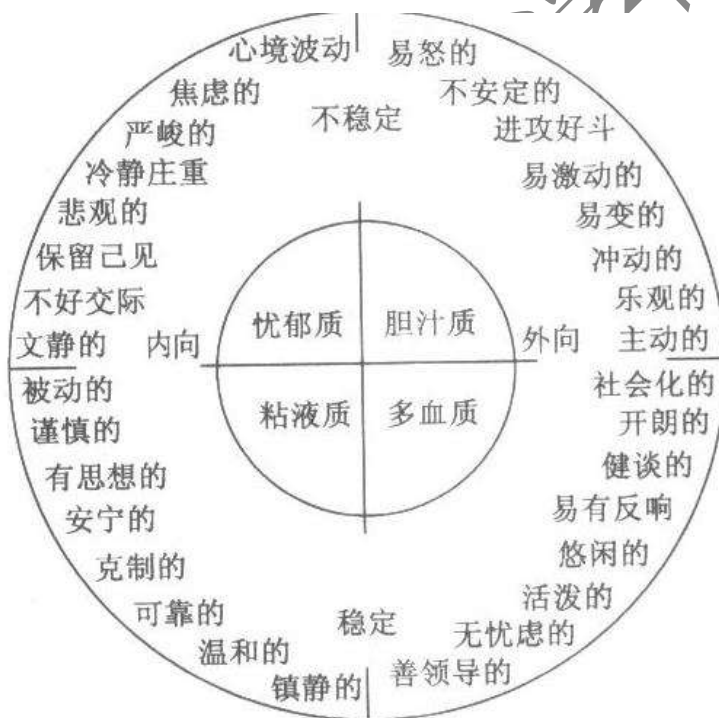 心境波动
易怒的
焦虑的
不安定的
不稳定
严峻的
进攻好斗
冷静庄重
易激动的
悲观的
易变的
保留己见
冲动的
不好交际
乐观的
忧郁质
胆汁质
文静的
内向
外向
主动的
被动的
社会化的
粘液质
多血质
谨慎的
开朗的
有思想的
健谈的
安宁的
易有反响
克制的
悠闲的
可靠的
活泼的
稳定
温和的
无忧虑的
镇静的
善领导的